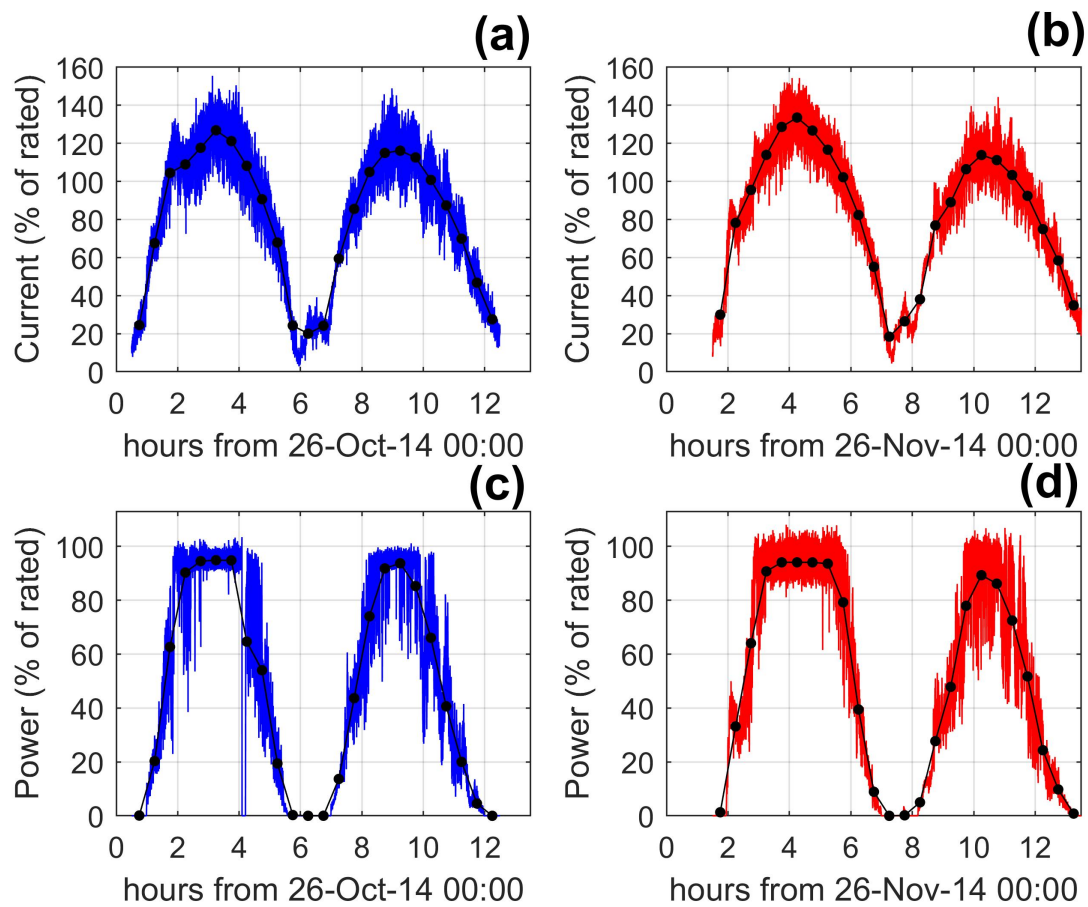 (a)
Current (% of rated)
160
140
120
100
80
60
40
20
0
0 2 4 6 8 10 12
hours from 26-Oct-14 00:00
(b)
Current (% of rated)
160
140
120
100
80
60
40
20
0
0 2 4 6 8 10 12
hours from 26-Nov-14 00:00
(c)
Power (% of rated)
100
80
60
40
20
0
0 2 4 6 8 10 12
hours from 26-Oct-14 00:00
(d)
Power (% of rated)
100
80
60
40
20
0
0 2 4 6 8 10 12
hours from 26-Nov-14 00:00